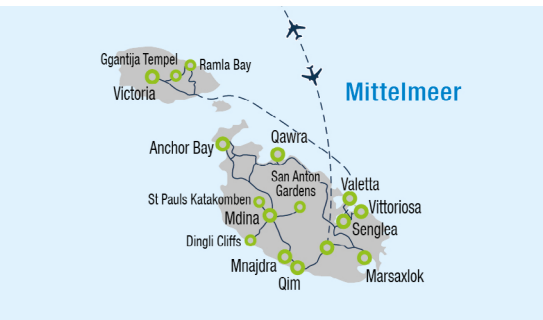 Ggantija Tempel
Ramla Bay
Victoria
Mittelmeer
Anchor Bay
Qawra
San Anton
Gardens
Valetta
St Pauls Katakomben
Vittoriosa
Mdina
Senglea
Dingli Cliffs
Mnajdra
Qim
Marsaxlok